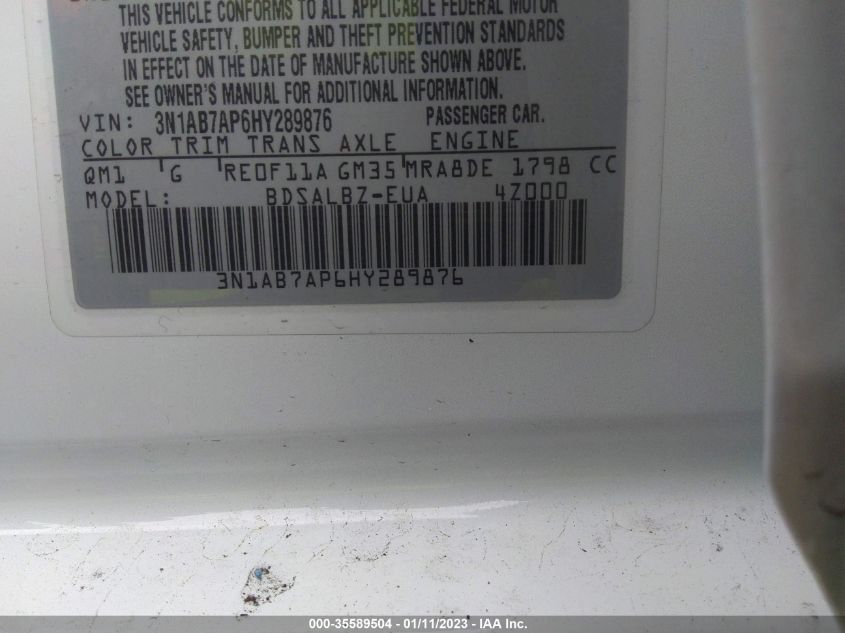 THIS VEHICLE CONFORMS TO ALL APPLICABLE FEDERAL MOTOR
VEHICLE SAFETY, BUMPER AND THEFT PREVENTION STANDARDS
IN EFFECT ON THE DATE OF MANUFACTURE SHOWN ABOVE.
SEE OWNER'S MANUAL FOR ADDITIONAL INFORMATION.
VIN: 3N1AB7AP6HY289876 PASSENGER CAR.
COLOR TRIM TRANS AXLE ENGINE
QM1 G RE0F11A GM35 MRA8DE 1798 CC
MODEL: BDSALBZ-EUA 4Z000
3N1AB7AP6HY289876
000-35589504 - 01/11/2023 - IAA Inc.